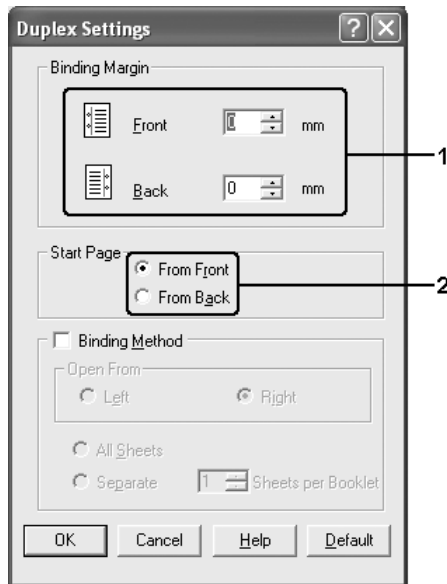 Duplex Settings
Binding Margin
Front 0 mm
1
Back 0 mm
Start Page
From Front
2
From Back
Binding Method
Open From
Left Right
All Sheets
Separate 1 Sheets per Booklet
OK Cancel Help Default